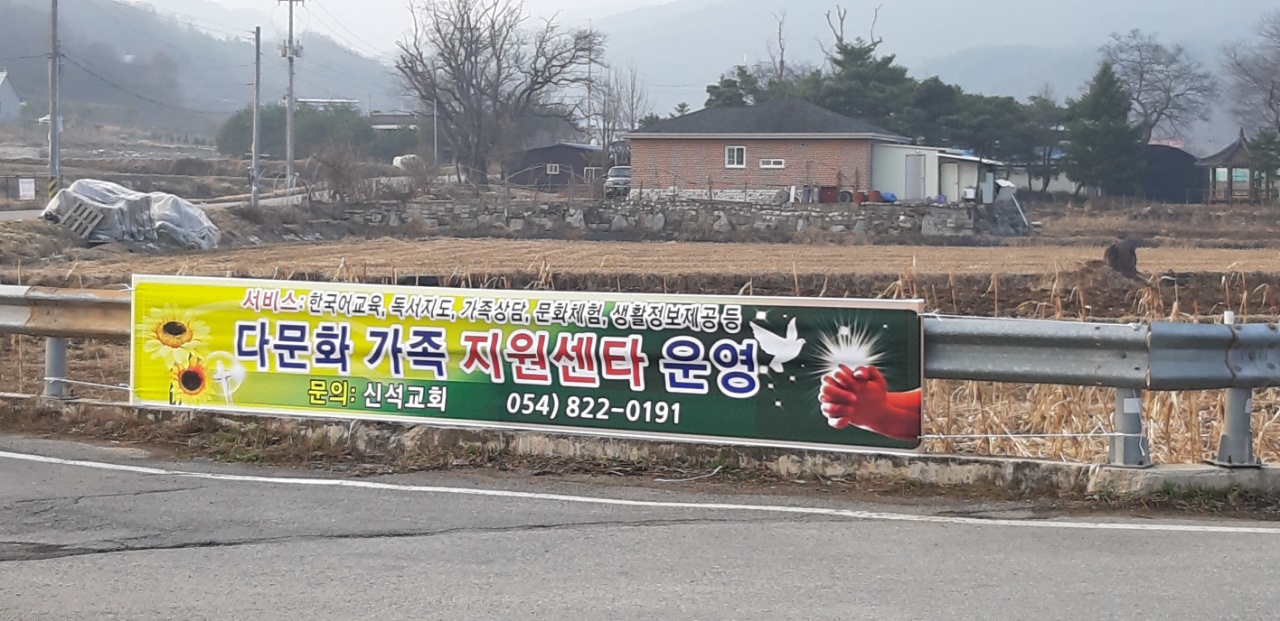 서비스: 한국어교육, 독서지도, 가족상담, 문화체험, 생활정보제공 등
다문화 가족 지원센타 운영
문의: 신석교회 054) 822-0191